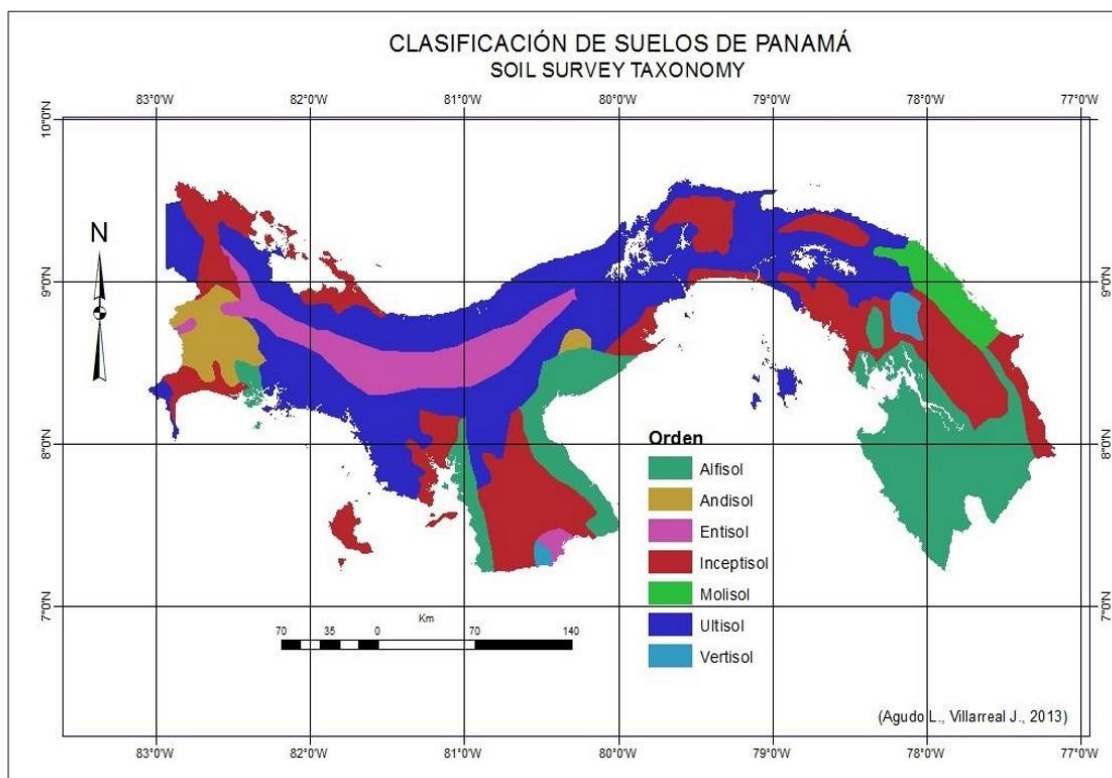 CLASIFICACIÓN DE SUELOS DE PANAMÁ
SOIL SURVEY TAXONOMY
83°0'W 82°0'W 81°0'W 80°0'W 79°0'W 78°0'W 77°0'W
10°0'N 10°0'N
N
9°0'N 9°0'N
8°0'N 8°0'N
Orden
Alfisol
Andisol
Entisol
Inceptisol
Molisol
Ultisol
Vertisol
7°0'N 7°0'N
Km
70 35 0 70 140
(Agudo L., Villarreal J., 2013)
83°0'W 82°0'W 81°0'W 80°0'W 79°0'W 78°0'W 77°0'W